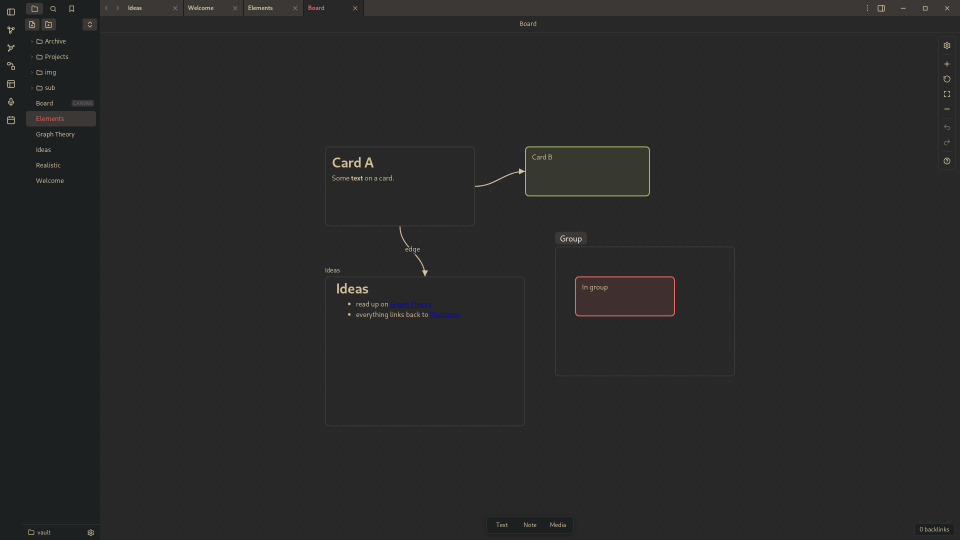 Ideas
Welcome
Elements
Board
Board
Archive
Projects
img
sub
Board CANVAS
Elements
Graph Theory
Ideas
Realistic
Welcome
Card A
Some text on a card.
Card B
edge
Group
In group
Ideas
Ideas
read up on Graph Theory
everything links back to
vault
Text Note Media
0 backlinks